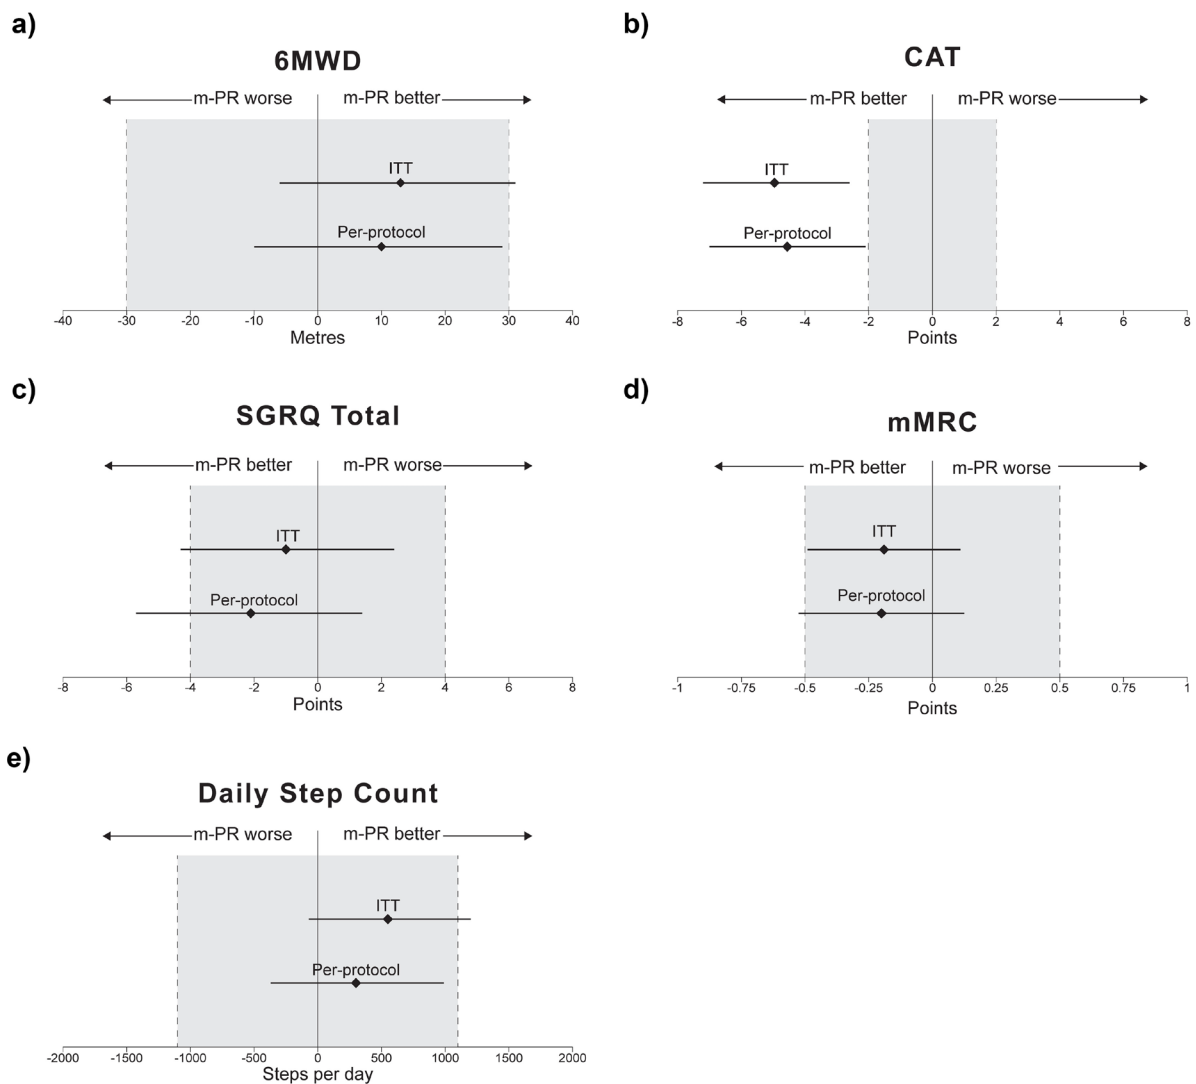 a)
6MWD
m-PR worse
m-PR better
ITT
Per-protocol
-40 -30 -20 -10 0 10 20 30 40
Metres
b)
CAT
m-PR better
m-PR worse
ITT
Per-protocol
-8 -6 -4 -2 0 2 4 6 8
Points
c)
SGRQ Total
m-PR better
m-PR worse
ITT
Per-protocol
-8 -6 -4 -2 0 2 4 6 8
Points
d)
mMRC
m-PR better
m-PR worse
ITT
Per-protocol
-1 -0.75 -0.5 -0.25 0 0.25 0.5 0.75 1
Points
e)
Daily Step Count
m-PR worse
m-PR better
ITT
Per-protocol
-2000 -1500 -1000 -500 0 500 1000 1500 2000
Steps per day